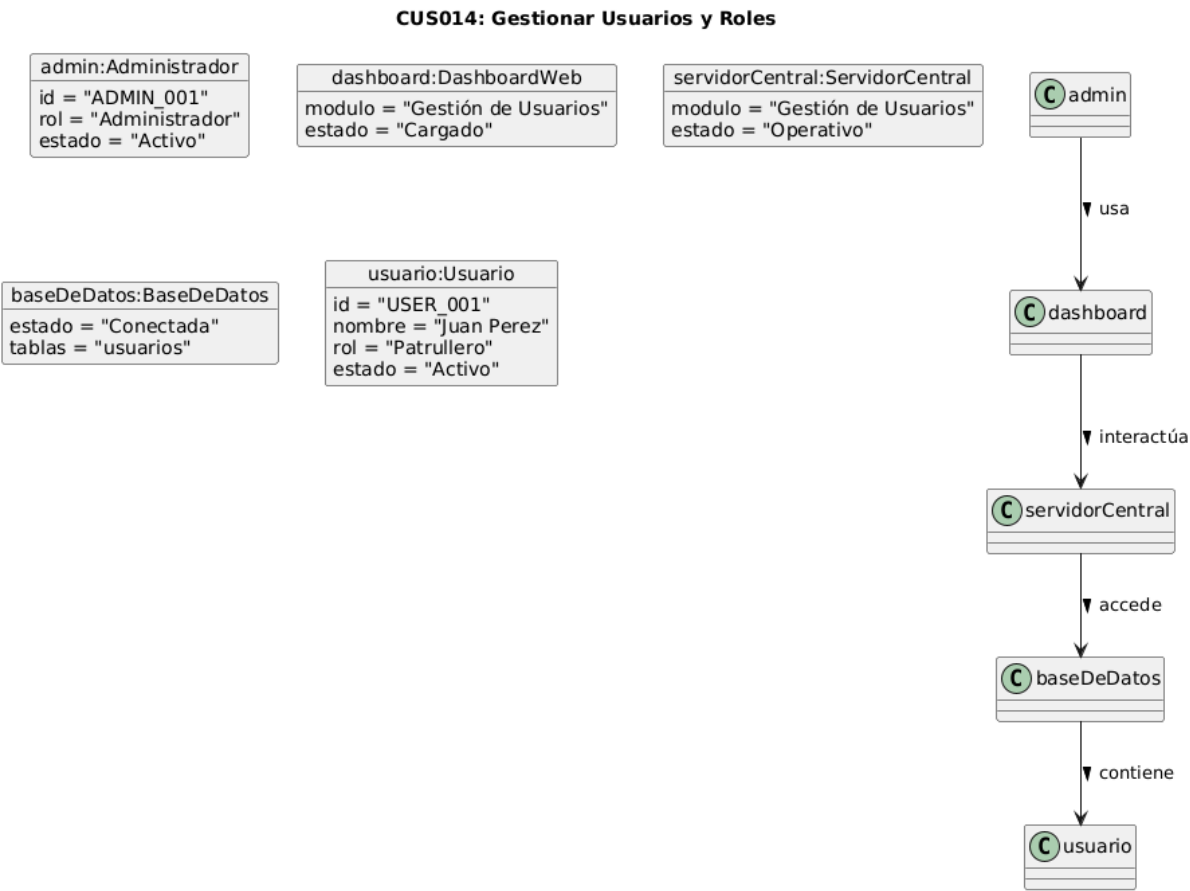 CUS014: Gestionar Usuarios y Roles
admin:Administrador
id = "ADMIN_001"
rol = "Administrador"
estado = "Activo"
dashboard:DashboardWeb
modulo = "Gestión de Usuarios"
estado = "Cargado"
servidorCentral:ServidorCentral
modulo = "Gestión de Usuarios"
estado = "Operativo"
C admin
usa
baseDeDatos:BaseDeDatos
estado = "Conectada"
tablas = "usuarios"
usuario:Usuario
id = "USER_001"
nombre = "Juan Perez"
rol = "Patrullero"
estado = "Activo"
C dashboard
interactúa
C servidorCentral
accede
C baseDeDatos
contiene
C usuario